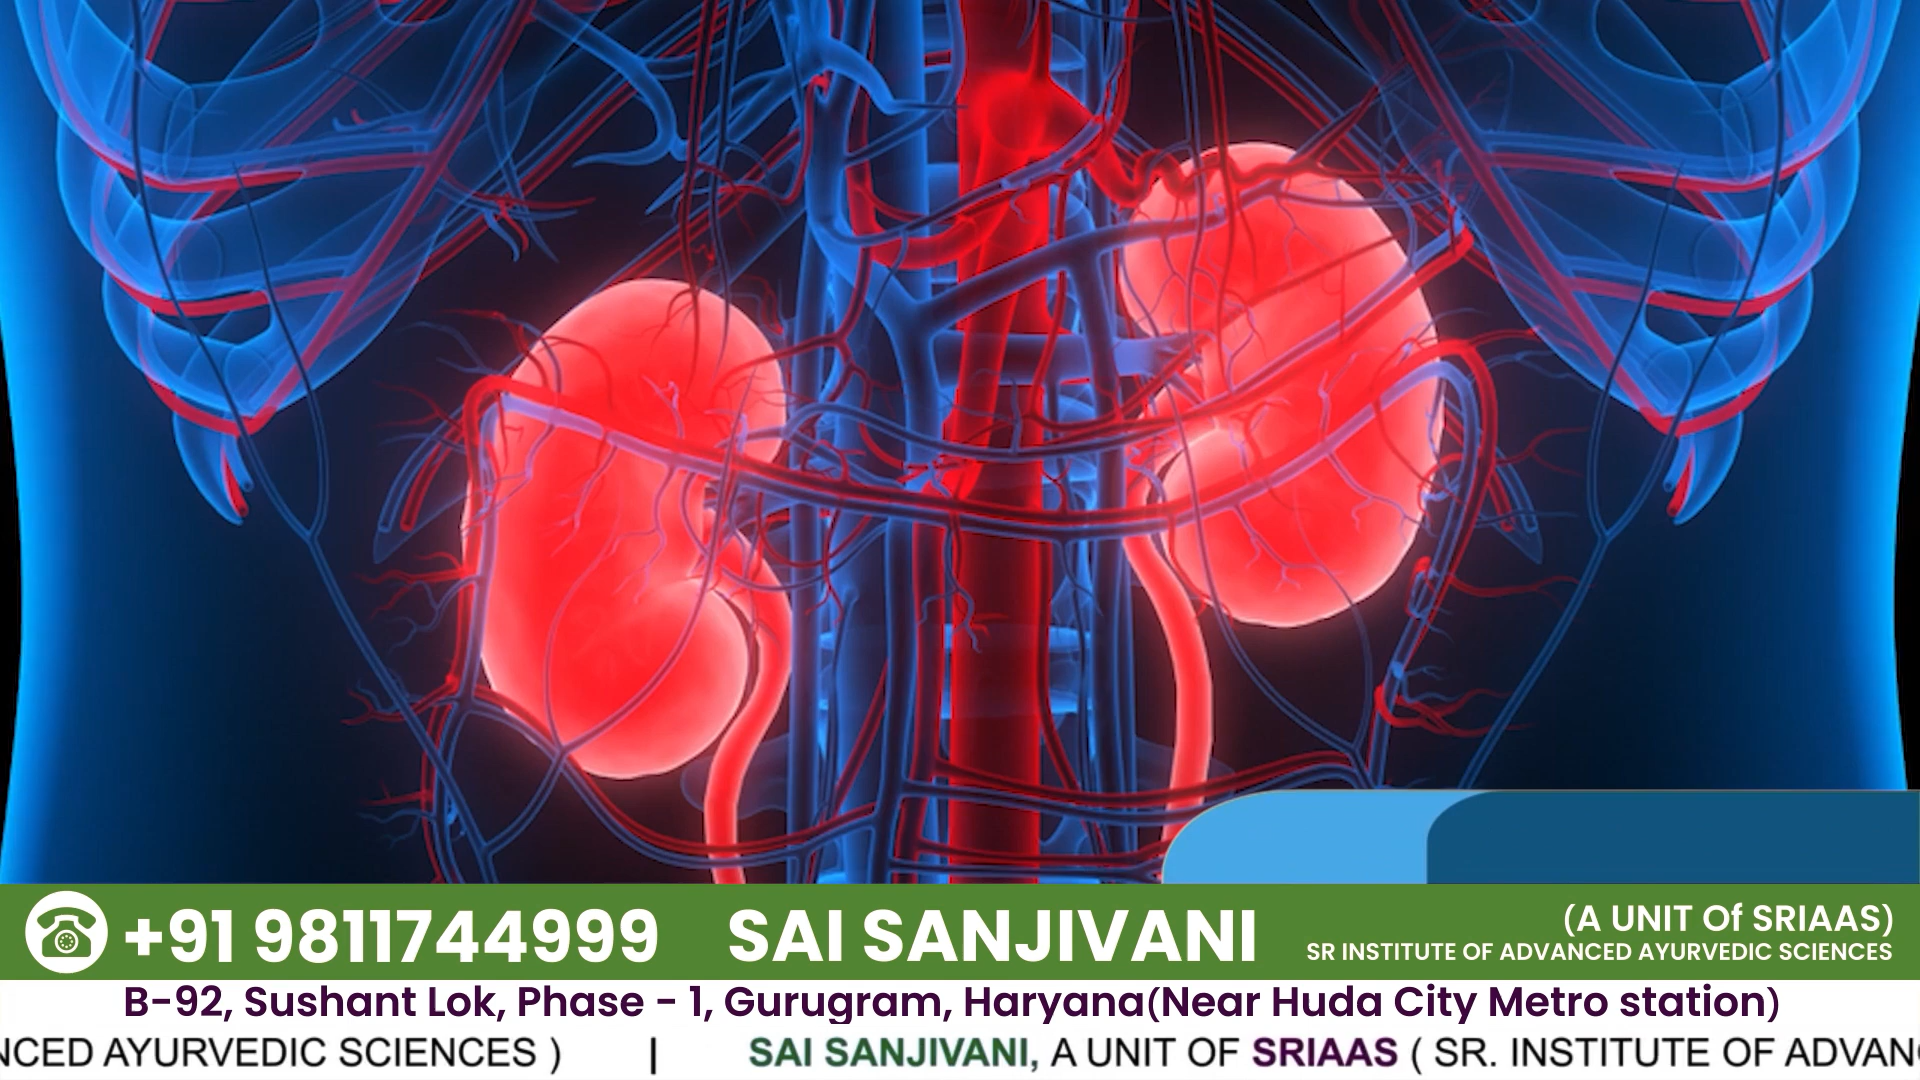 +91 9811744999
SAI SANJIVANI
(A UNIT Of SRIAAS)
SR INSTITUTE OF ADVANCED AYURVEDIC SCIENCES
B-92, Sushant Lok, Phase - 1, Gurugram, Haryana(Near Huda City Metro station)
NCED AYURVEDIC SCIENCES ) | SAI SANJIVANI, A UNIT OF SRIAAS ( SR. INSTITUTE OF ADVAN